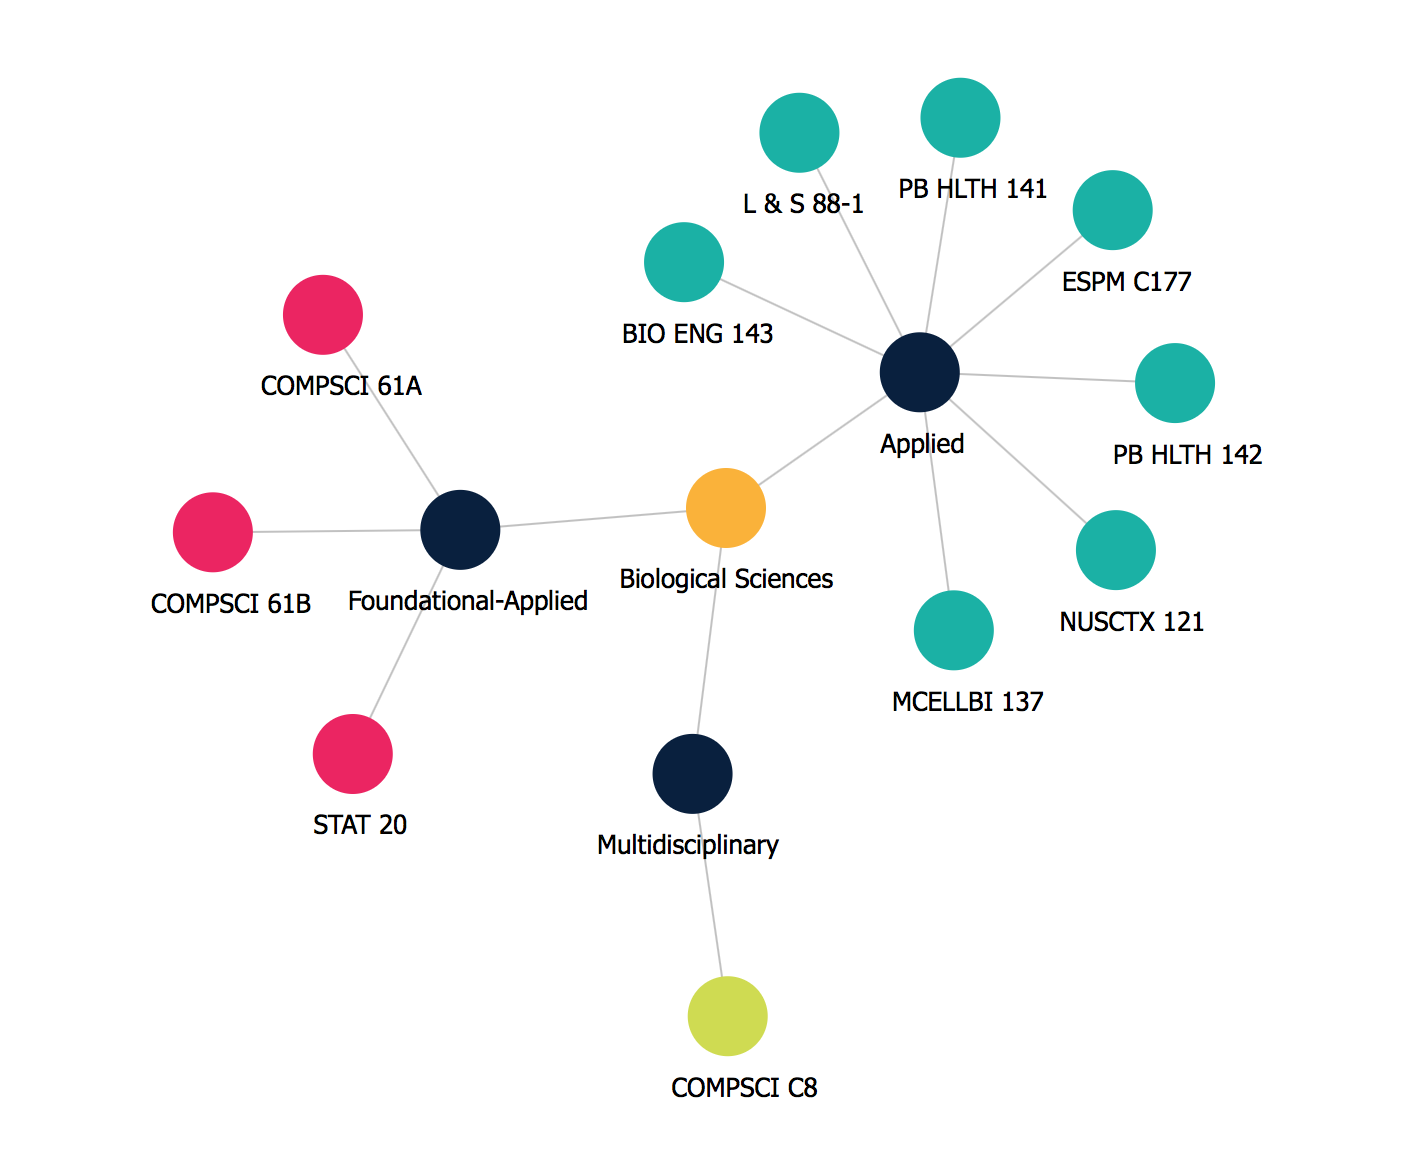 PB HLTH 141
L & S 88-1
ESPM C177
BIO ENG 143
COMPSCI 61A
Applied
PB HLTH 142
Biological Sciences
Foundational-Applied
COMPSCI 61B
NUSCTX 121
MCELLBI 137
STAT 20
Multidisciplinary
COMPSCI C8